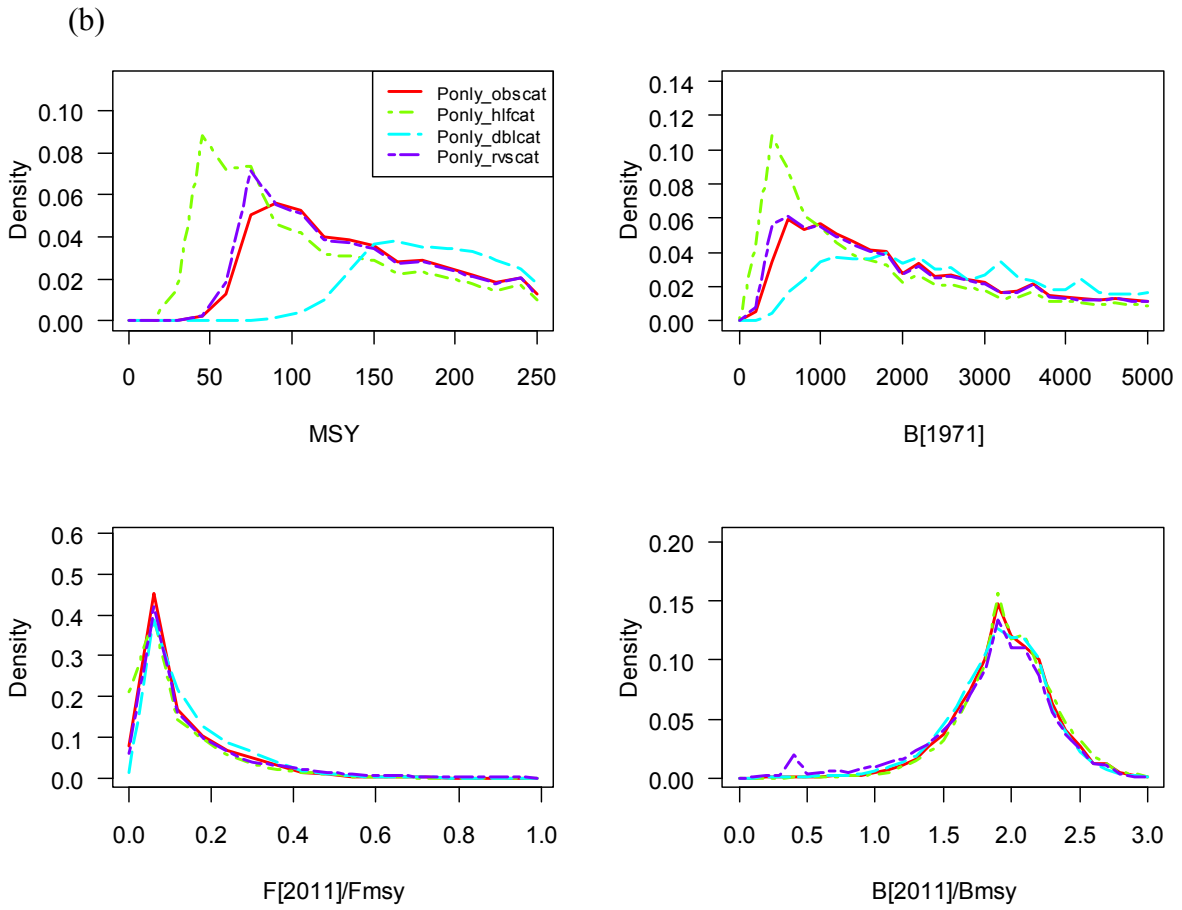 (b)
Density
0.10
0.08
0.06
0.04
0.02
0.00
0 50 100 150 200 250
MSY
Ponly_obscat
Ponly_hlfcat
Ponly_dblcat
Ponly_rvscat
Density
0.14
0.12
0.10
0.08
0.06
0.04
0.02
0.00
0 1000 2000 3000 4000 5000
B[1971]
Density
0.6
0.5
0.4
0.3
0.2
0.1
0.0
0.0 0.2 0.4 0.6 0.8 1.0
F[2011]/Fmsy
Density
0.20
0.15
0.10
0.05
0.00
0.0 0.5 1.0 1.5 2.0 2.5 3.0
B[2011]/Bmsy